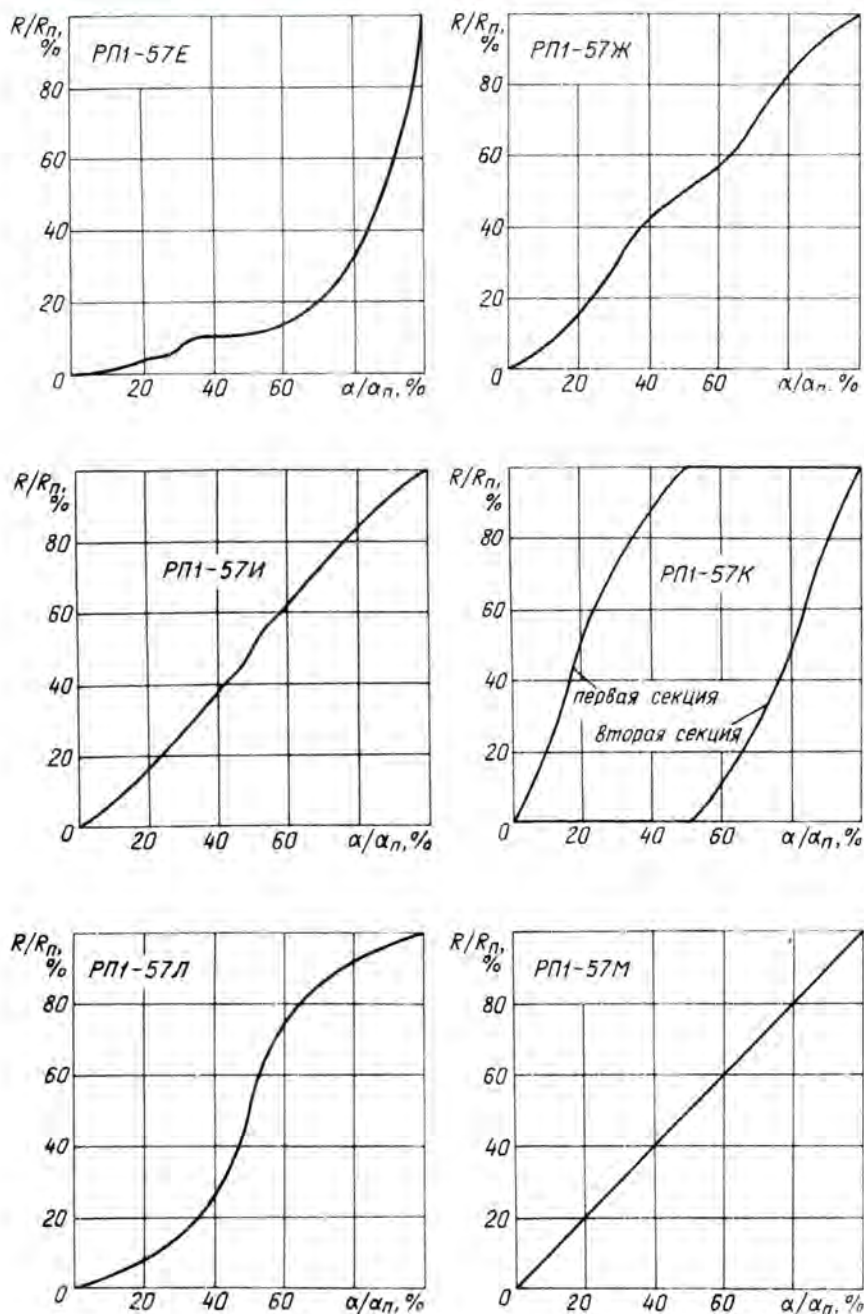 R/Rп,
%
РП1-57Е
80
60
40
20
0
20
40
60
α/αп, %
R/Rп,
%
РП1-57Ж
80
60
40
20
0
20
40
60
α/αп, %
R/Rп,
%
РП1-57И
80
60
40
20
0
20
40
60
α/αп, %
R/Rп,
%
РП1-57К
80
60
40
первая секция
вторая секция
20
0
20
40
60
α/αп, %
R/Rп,
%
РП1-57Л
80
60
40
20
0
20
40
60
α/αп, %
R/Rп,
%
РП1-57М
80
60
40
20
0
20
40
60
α/αп, %